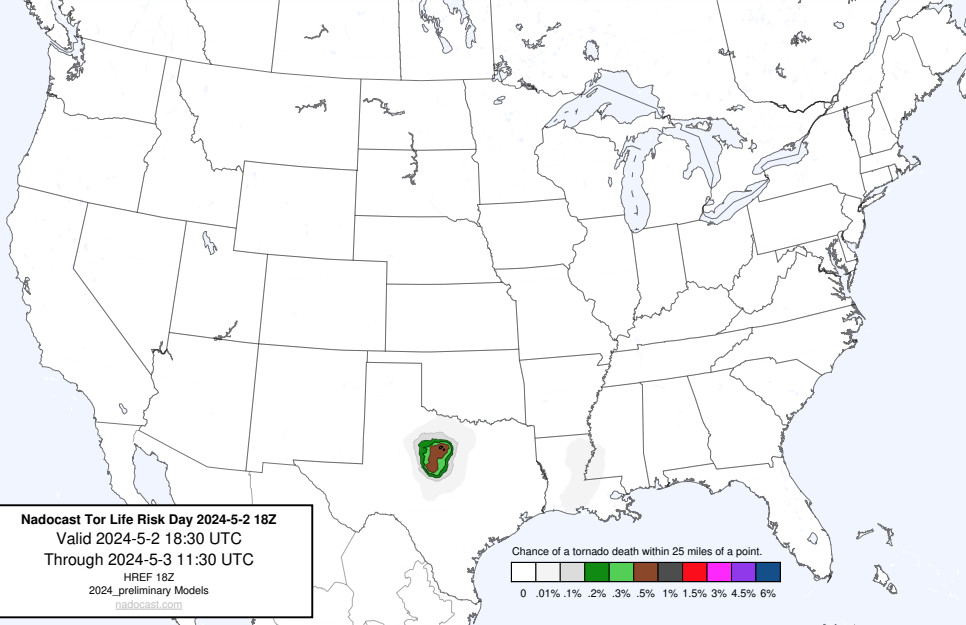 Nadocast Tor Life Risk Day 2024-5-2 18Z
Valid 2024-5-2 18:30 UTC
Through 2024-5-3 11:30 UTC
HREF 18Z
2024_preliminary Models
nadocast.com
Chance of a tornado death within 25 miles of a point.
0 .01% .1% .2% .3% .5% 1% 1.5% 3% 4.5% 6%